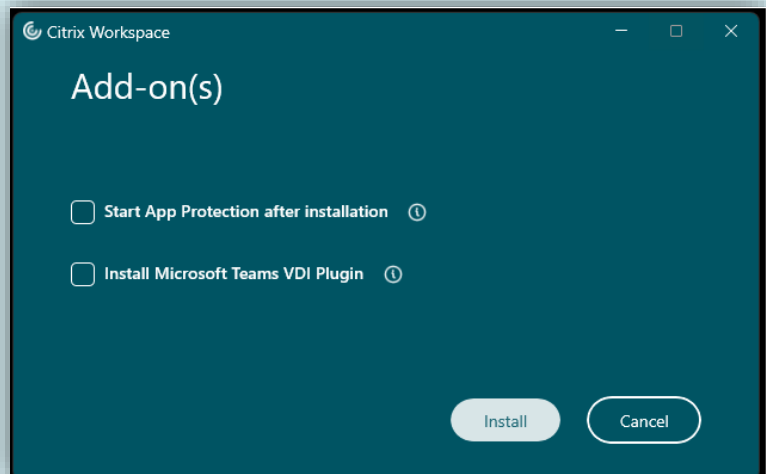 Citrix Workspace
Add-on(s)
Start App Protection after installation
Install Microsoft Teams VDI Plugin
Install Cancel